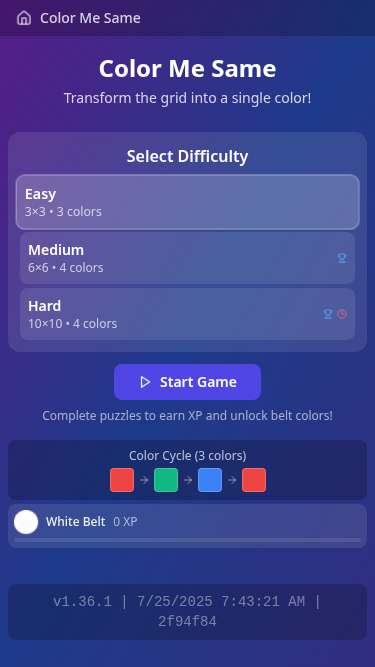 Color Me Same
Color Me Same
Transform the grid into a single color!
Select Difficulty
Easy
3×3 • 3 colors
Medium
6×6 • 4 colors
Hard
10×10 • 4 colors
Start Game
Complete puzzles to earn XP and unlock belt colors!
Color Cycle (3 colors)
White Belt 0 XP
v1.36.1 | 7/25/2025 7:43:21 AM |
2f94f84